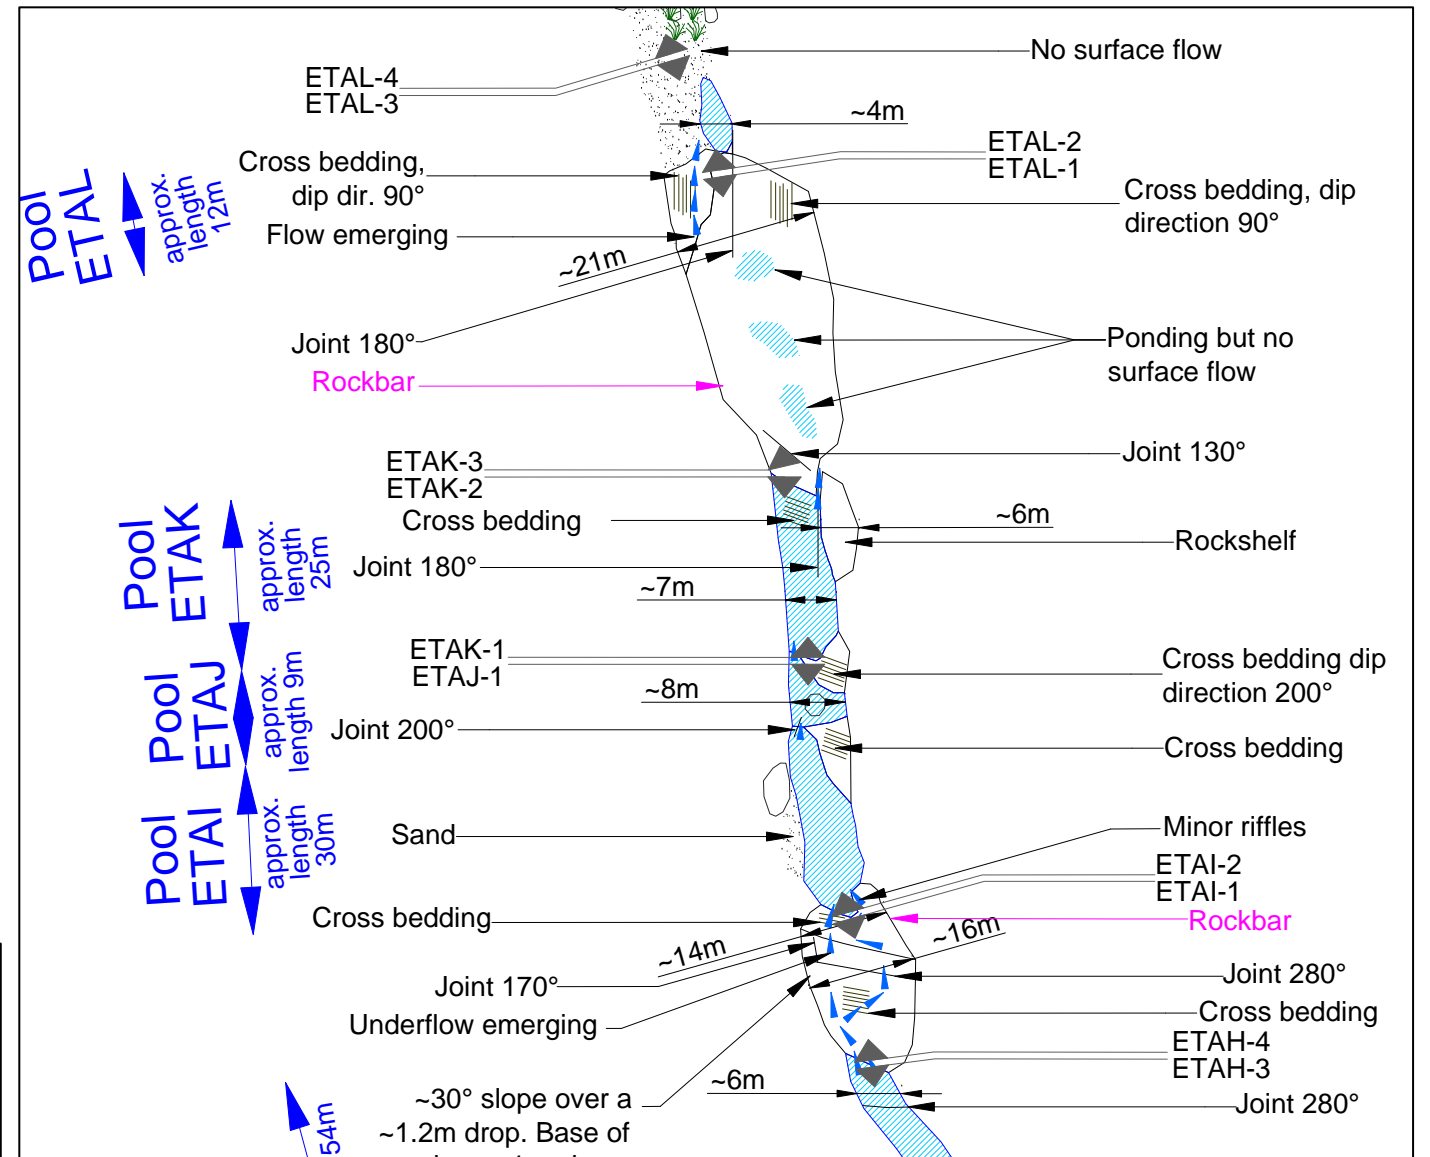 No surface flow
ETAL-4
ETAL-3
~4m
ETAL-2
ETAL-1
Cross bedding,
dip dir. 90°
Cross bedding, dip
direction 90°
Pool
ETAL
approx.
length
12m
Flow emerging
~21m
Joint 180°
Ponding but no
surface flow
Rockbar
Joint 130°
ETAK-3
ETAK-2
Cross bedding
~6m
Rockshelf
Pool
ETAK
approx.
length
25m
Joint 180°
~7m
ETAK-1
ETAJ-1
Cross bedding dip
direction 200°
Pool
ETAJ
approx.
length 9m
~8m
Joint 200°
Cross bedding
Pool
ETAI
approx.
length
30m
Sand
Minor riffles
ETAI-2
ETAI-1
Cross bedding
Rockbar
~14m
~16m
Joint 170°
Joint 280°
Underflow emerging
Cross bedding
ETAH-4
ETAH-3
~6m
Joint 280°
~30° slope over a
~1.2m drop. Base of
54m